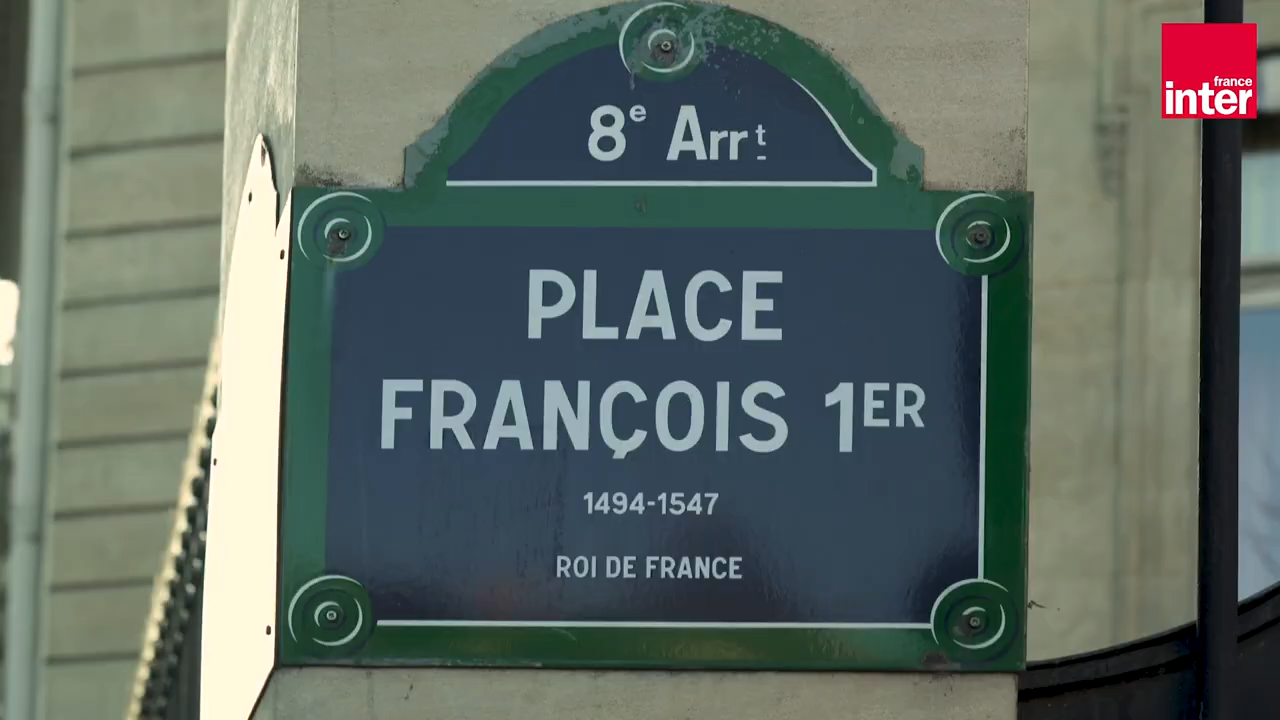 8e Arrt
PLACE
FRANÇOIS 1ER
1494-1547
ROI DE FRANCE
france
inter